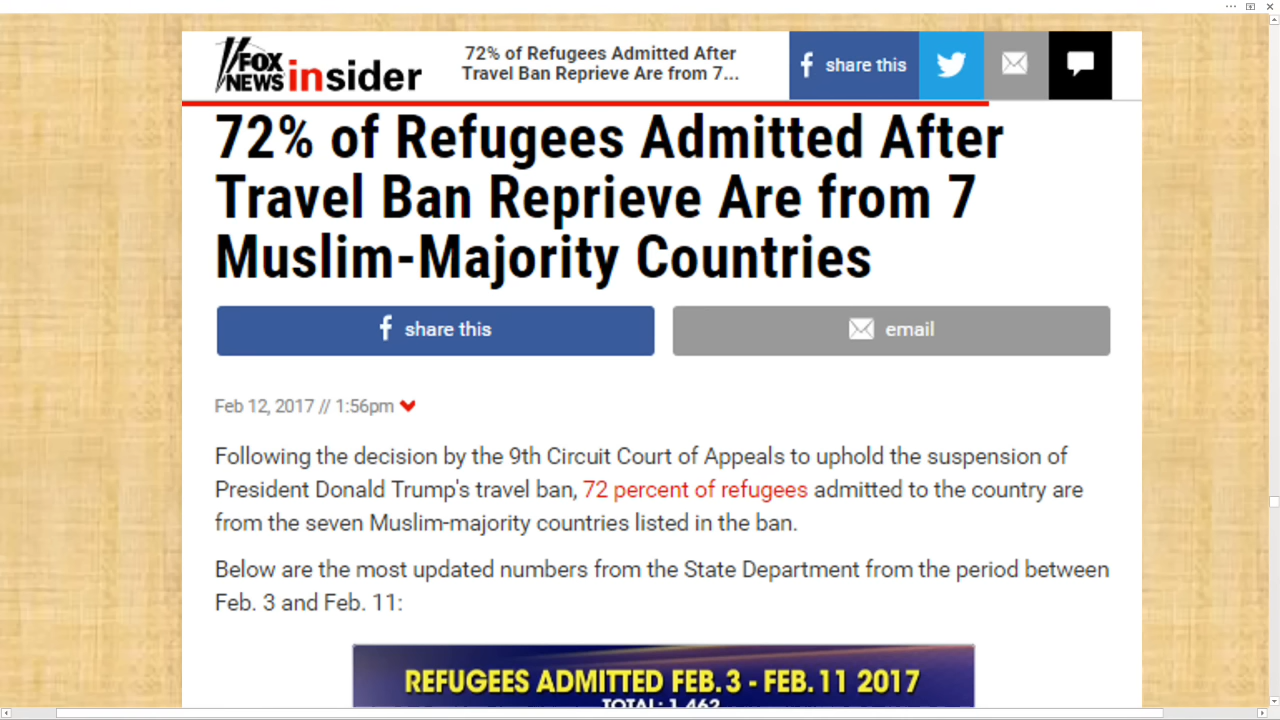 FOX
NEWS insider
72% of Refugees Admitted After
Travel Ban Reprieve Are from 7...
share this
72% of Refugees Admitted After
Travel Ban Reprieve Are from 7
Muslim-Majority Countries
share this
email
Feb 12, 2017 // 1:56pm
Following the decision by the 9th Circuit Court of Appeals to uphold the suspension of
President Donald Trump's travel ban, 72 percent of refugees admitted to the country are
from the seven Muslim-majority countries listed in the ban.
Below are the most updated numbers from the State Department from the period between
Feb. 3 and Feb. 11:
REFUGEES ADMITTED FEB. 3 - FEB. 11 2017
TOTAL: 1,462